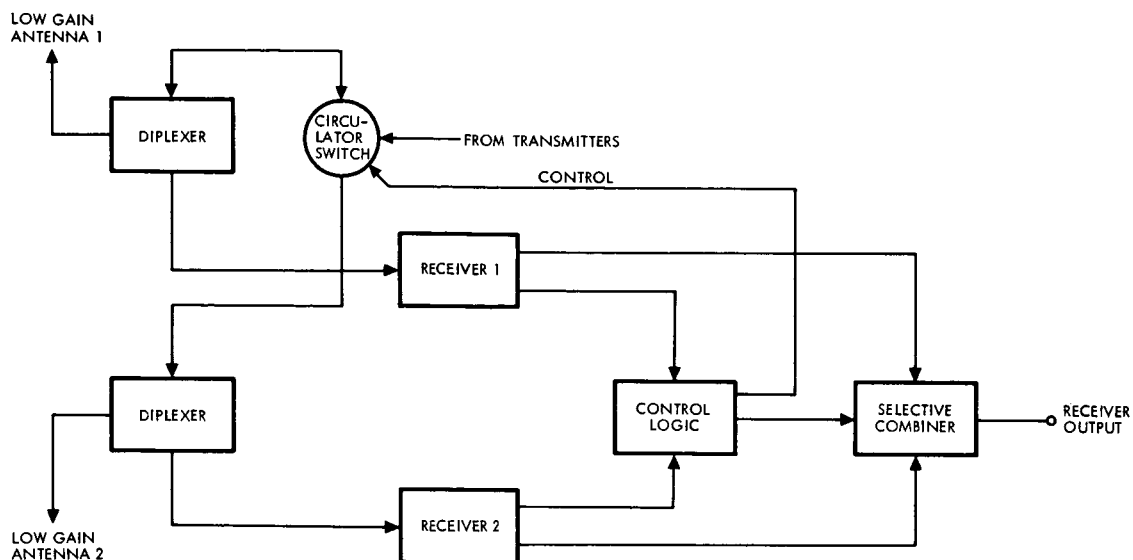 LOW GAIN
ANTENNA 1
DIPLEXER
CIRCU-
LATOR
SWITCH
FROM TRANSMITTERS
CONTROL
RECEIVER 1
DIPLEXER
CONTROL
LOGIC
SELECTIVE
COMBINER
RECEIVER
OUTPUT
RECEIVER 2
LOW GAIN
ANTENNA 2